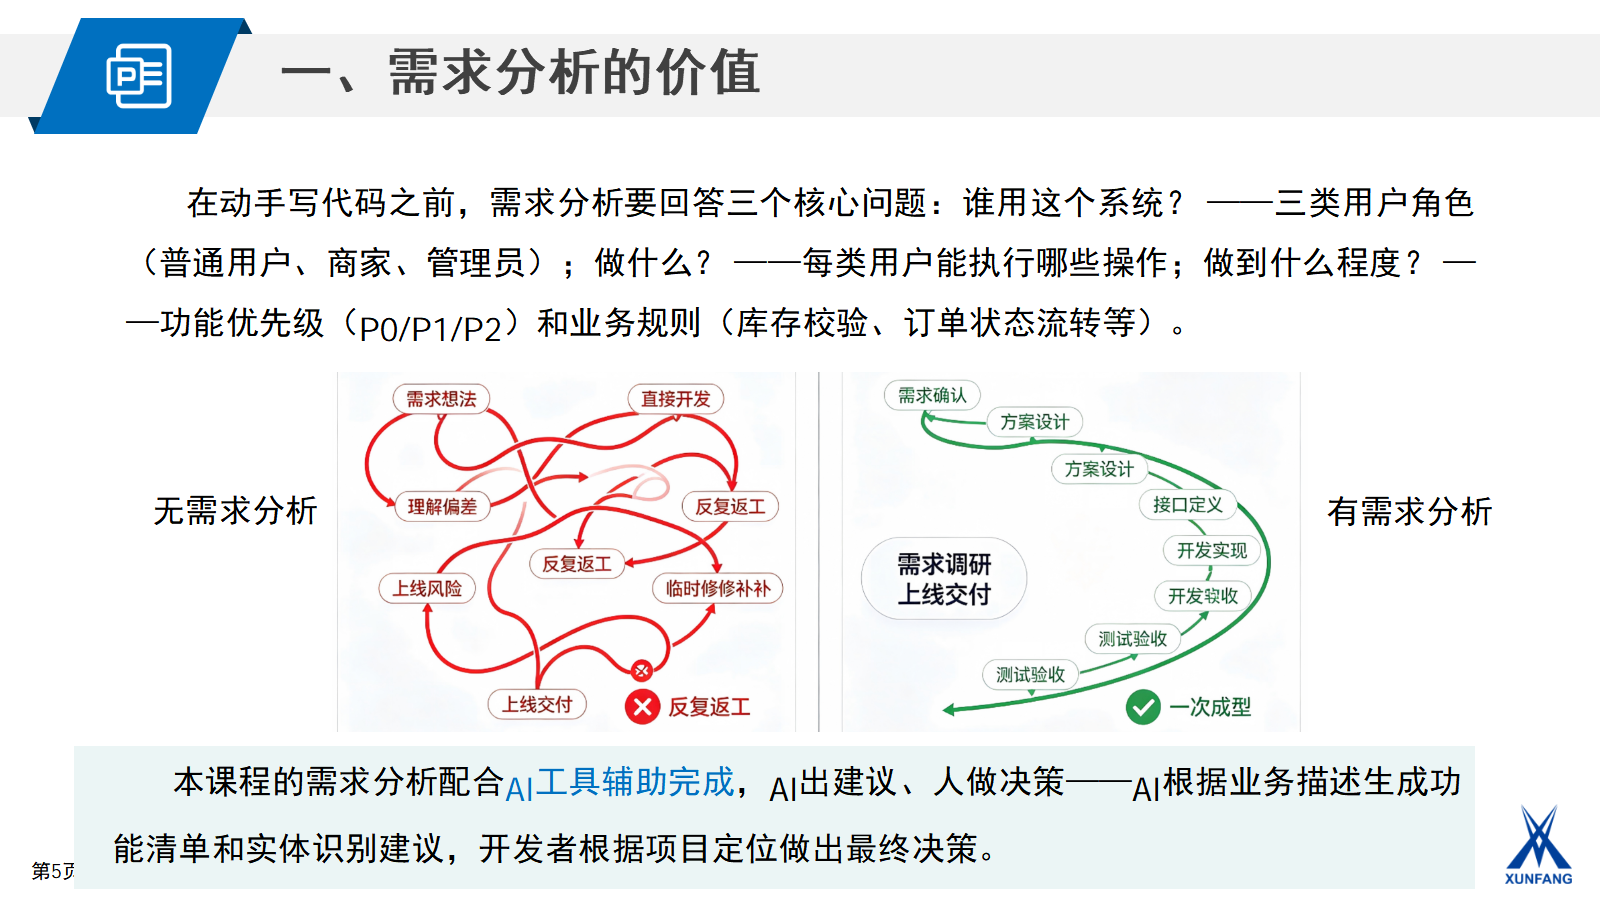 一、需求分析的价值
在动手写代码之前，需求分析要回答三个核心问题：谁用这个系统？ ——三类用户角色
（普通用户、商家、管理员）；做什么？ ——每类用户能执行哪些操作；做到什么程度？ —
—功能优先级（P0/P1/P2）和业务规则（库存校验、订单状态流转等）。
无需求分析
需求想法
直接开发
理解偏差
反复返工
反复返工
上线风险
临时修修补补
上线交付
反复返工
需求确认
方案设计
方案设计
接口定义
开发实现
需求调研
上线交付
开发验收
测试验收
测试验收
一次成型
有需求分析
本课程的需求分析配合AI工具辅助完成，AI出建议、人做决策——AI根据业务描述生成功
能清单和实体识别建议，开发者根据项目定位做出最终决策。
第5页
XUNFANG